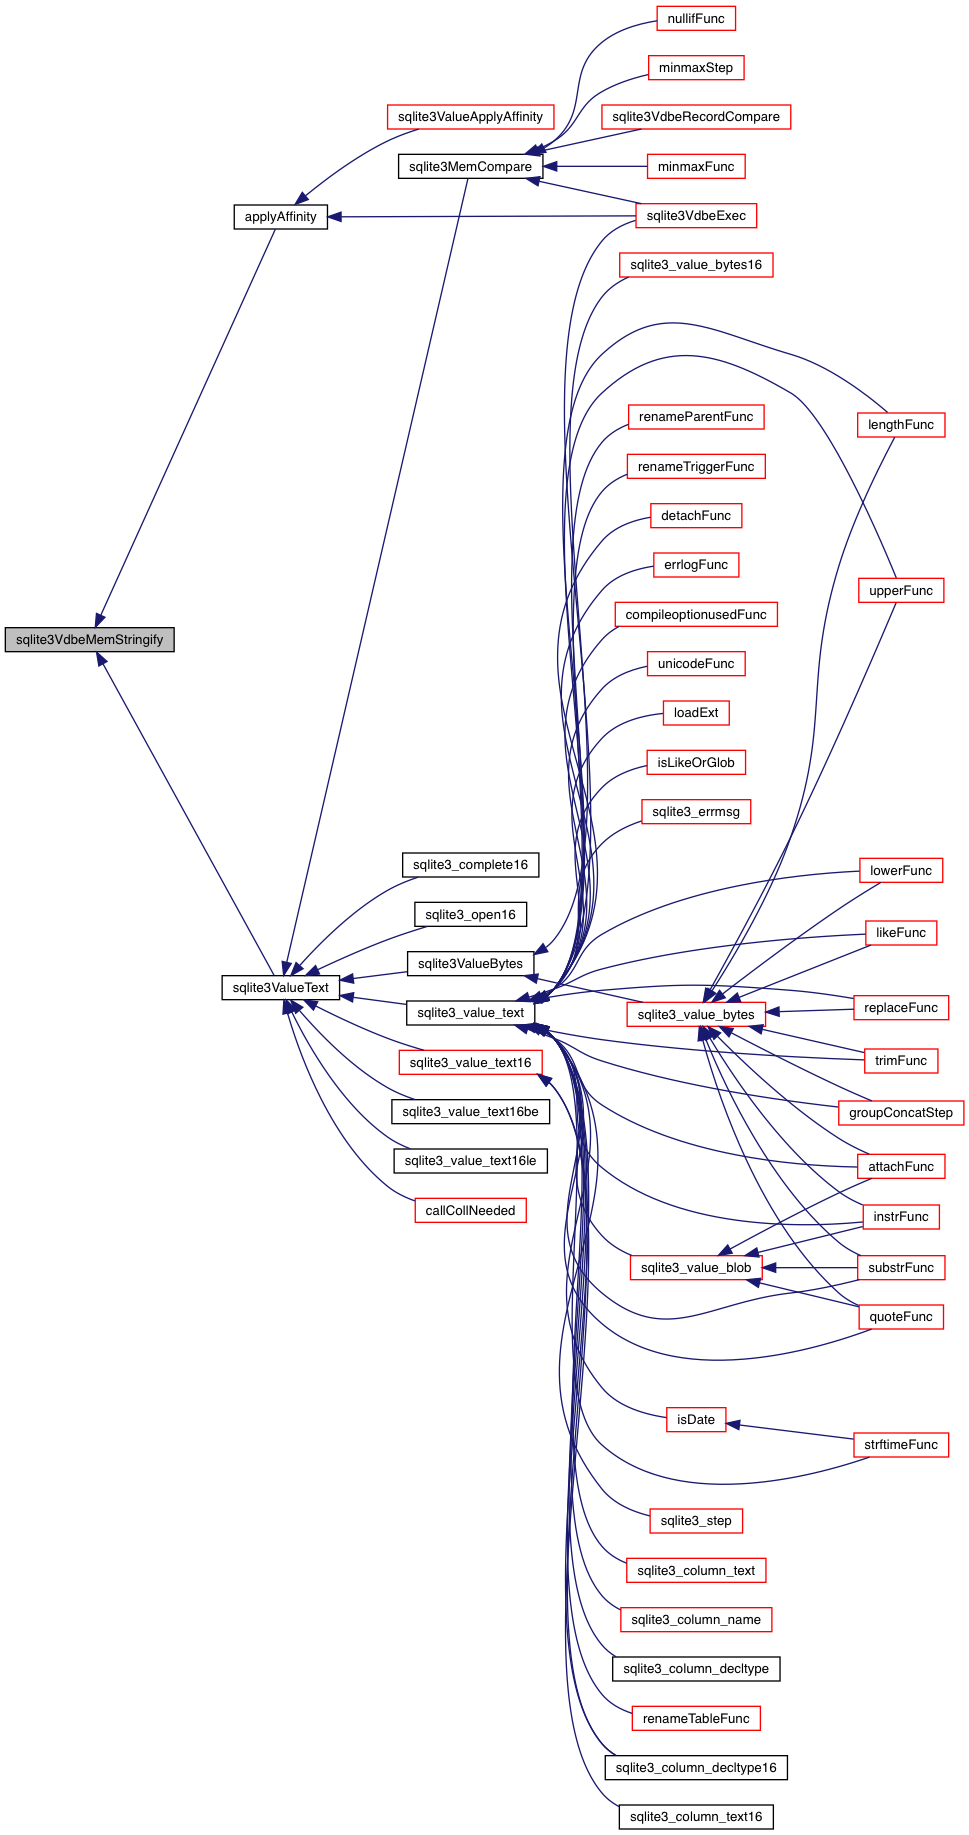 nullifFunc
minmaxStep
sqlite3ValueApplyAffinity
sqlite3VdbeRecordCompare
sqlite3MemCompare
minmaxFunc
applyAffinity
sqlite3VdbeExec
sqlite3_value_bytes16
renameParentFunc
lengthFunc
renameTriggerFunc
detachFunc
errlogFunc
upperFunc
compileoptionusedFunc
sqlite3VdbeMemStringify
unicodeFunc
loadExt
isLikeOrGlob
sqlite3_errmsg
sqlite3_complete16
lowerFunc
sqlite3_open16
likeFunc
sqlite3ValueBytes
sqlite3ValueText
sqlite3_value_text
sqlite3_value_bytes
replaceFunc
sqlite3_value_text16
trimFunc
sqlite3_value_text16be
groupConcatStep
sqlite3_value_text16le
attachFunc
callCollNeeded
instrFunc
sqlite3_value_blob
substrFunc
quoteFunc
isDate
strftimeFunc
sqlite3_step
sqlite3_column_text
sqlite3_column_name
sqlite3_column_decltype
renameTableFunc
sqlite3_column_decltype16
sqlite3_column_text16